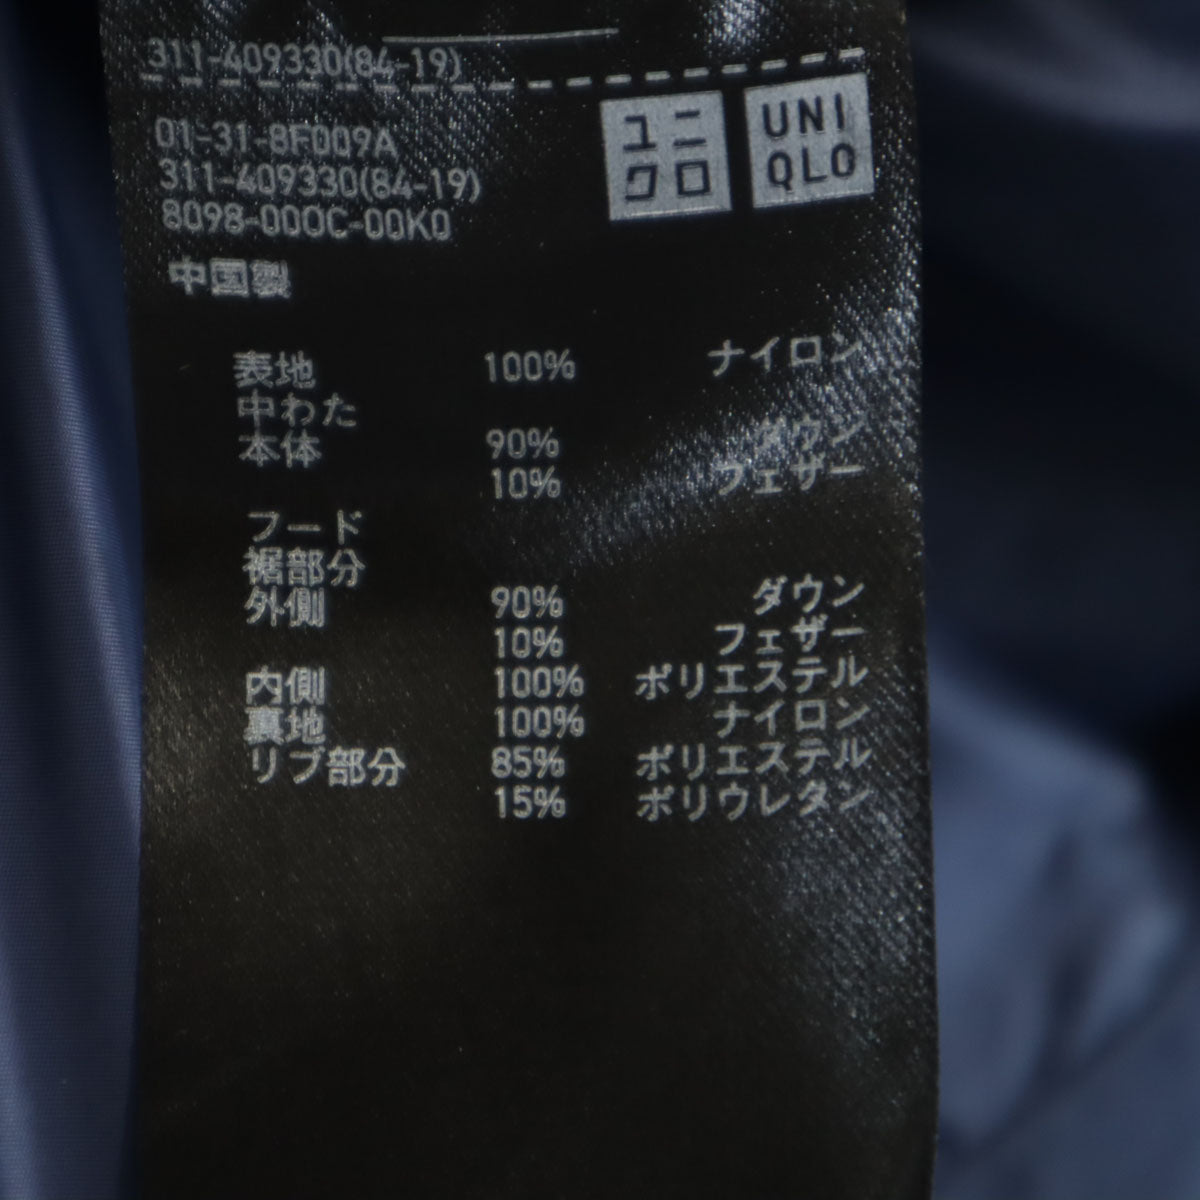 311-409330(84-19)
ユニ
クロ
UNI
QLO
01-31-8F009A
311-409330(84-19)
8098-000C-00K0
中国製
表地 100% ナイロン
中わた
本体 90% ダウン
10% フェザー
フード
裾部分
外側 90% ダウン
10% フェザー
内側 100% ポリエステル
裏地 100% ナイロン
リブ部分 85% ポリエステル
15% ポリウレタン